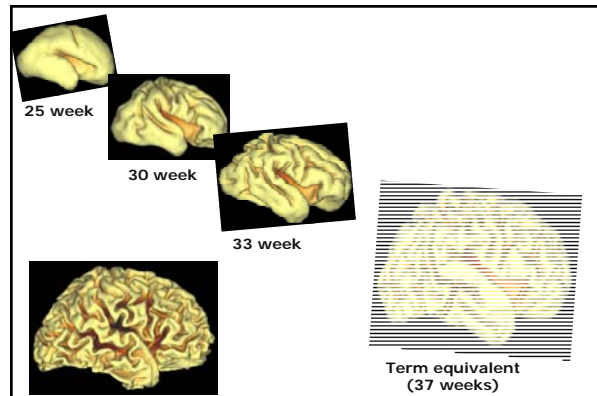 25 week
30 week
33 week
Term equivalent
(37 weeks)